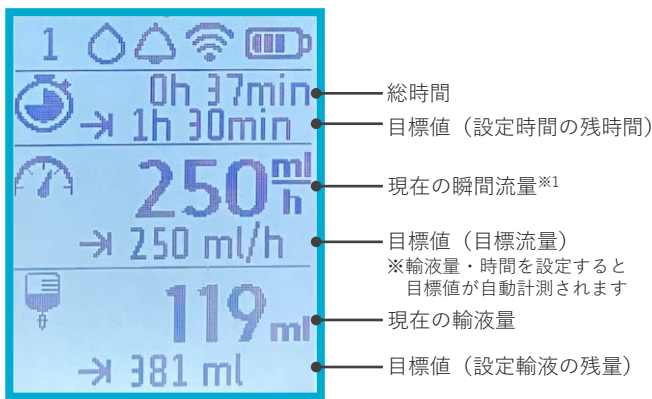 1
0h 37min
総時間
1h 30min
目標値（設定時間の残時間）
250 ml/h
現在の瞬間流量※1
250 ml/h
目標値（目標流量）
※輸液量・時間を設定すると
目標値が自動計測されます
119 ml
現在の輸液量
381 ml
目標値（設定輸液の残量）